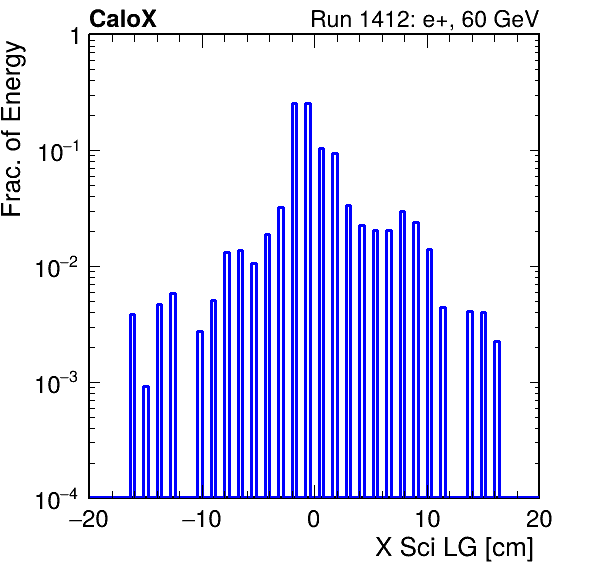 CaloX Run 1412: e+, 60 GeV
Frac. of Energy
1
10⁻¹
10⁻²
10⁻³
10⁻⁴
−20 −10 0 10 20
X Sci LG [cm]